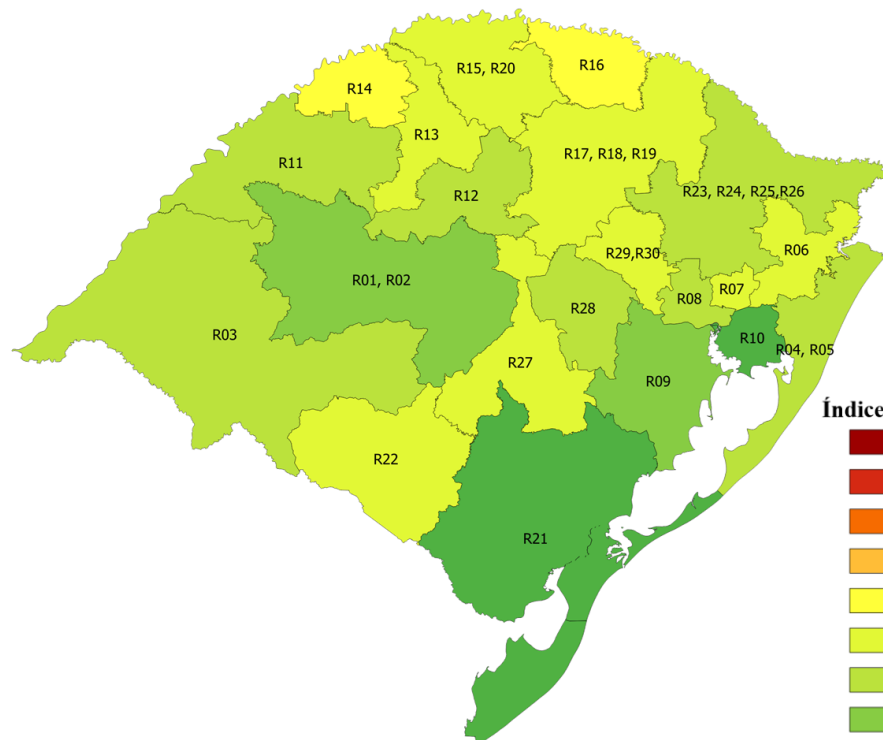 R16
R15, R20
R14
R13
R17, R18, R19
R11
R12
R23, R24, R25,R26
R06
R29,R30
R01, R02
R07
R08
R28
R03
R10
R04, R05
R27
R09
Índice
R22
R21